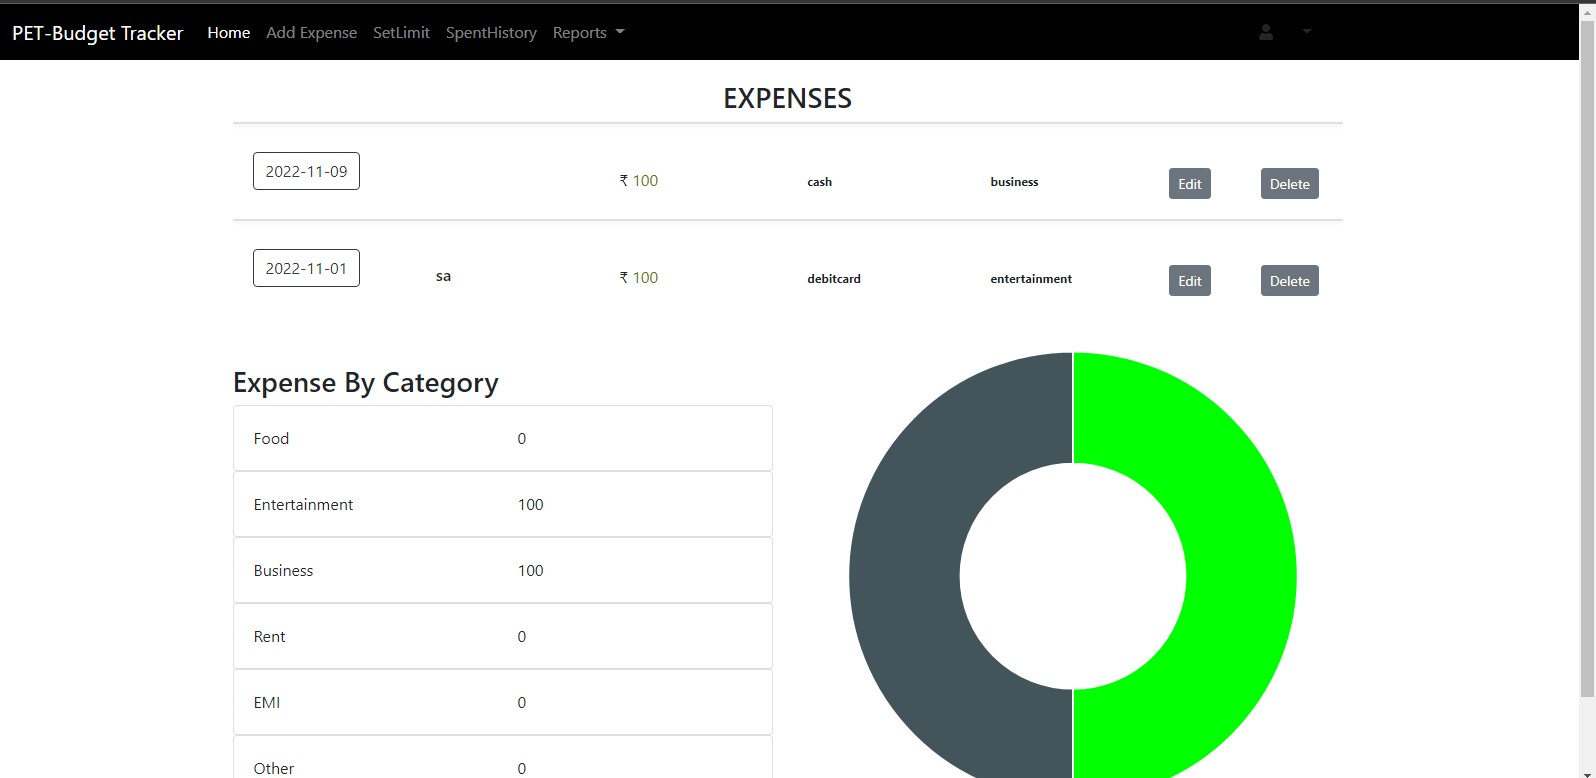 PET-Budget Tracker Home Add Expense SetLimit SpentHistory Reports
EXPENSES
2022-11-09 ₹ 100 cash business Edit Delete
2022-11-01 sa ₹ 100 debitcard entertainment Edit Delete
Expense By Category
Food 0
Entertainment 100
Business 100
Rent 0
EMI 0
Other 0